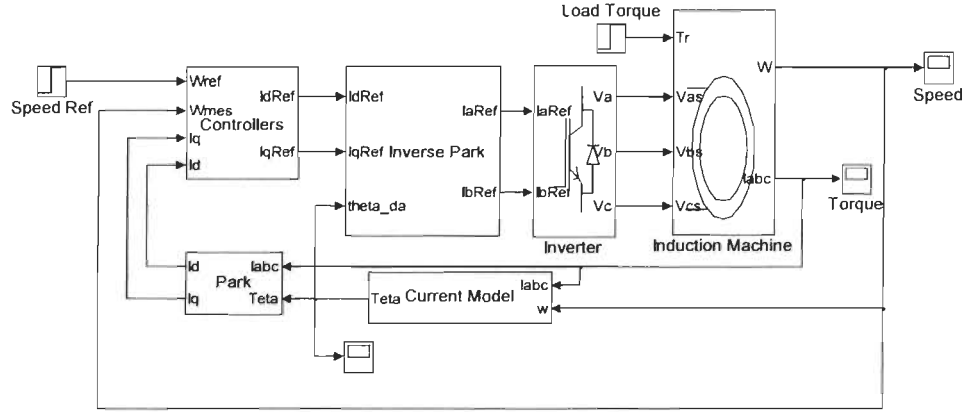 Load Torque
Tr
W
Speed
Speed Ref
Wref
Wmes
Iq
Id
Controllers
IdRef
IqRef
IdRef
IqRef
theta_da
Inverse Park
IaRef
IbRef
IaRef
IbRef
Va
Vb
Vc
Inverter
Vas
Vbs
Vcs
Iabc
Induction Machine
Torque
Id
Iq
Park
Iabc
Teta
Teta
Current Model
Iabc
w